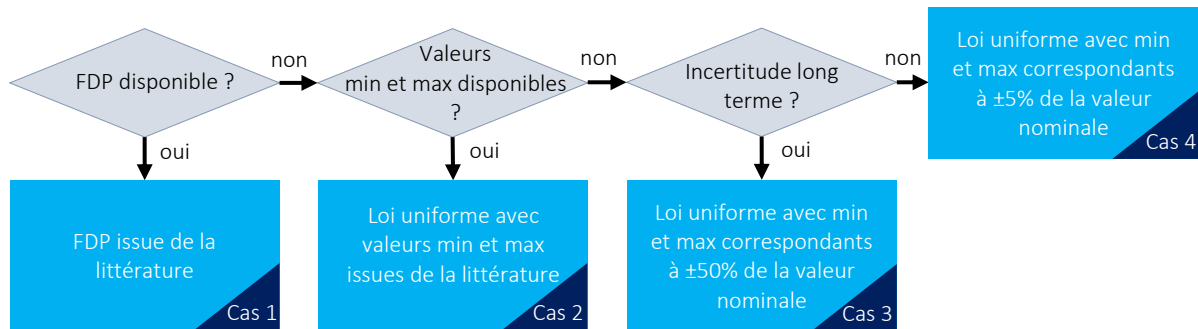 FDP disponible ?
non
Valeurs
min et max disponibles
?
non
Incertitude long
terme ?
non
Loi uniforme avec min
et max correspondants
à ±5% de la valeur
nominale
Cas 4
oui
oui
oui
FDP issue de la
littérature
Cas 1
Loi uniforme avec
valeurs min et max
issues de la littérature
Cas 2
Loi uniforme avec min
et max correspondants
à ±50% de la valeur
nominale
Cas 3